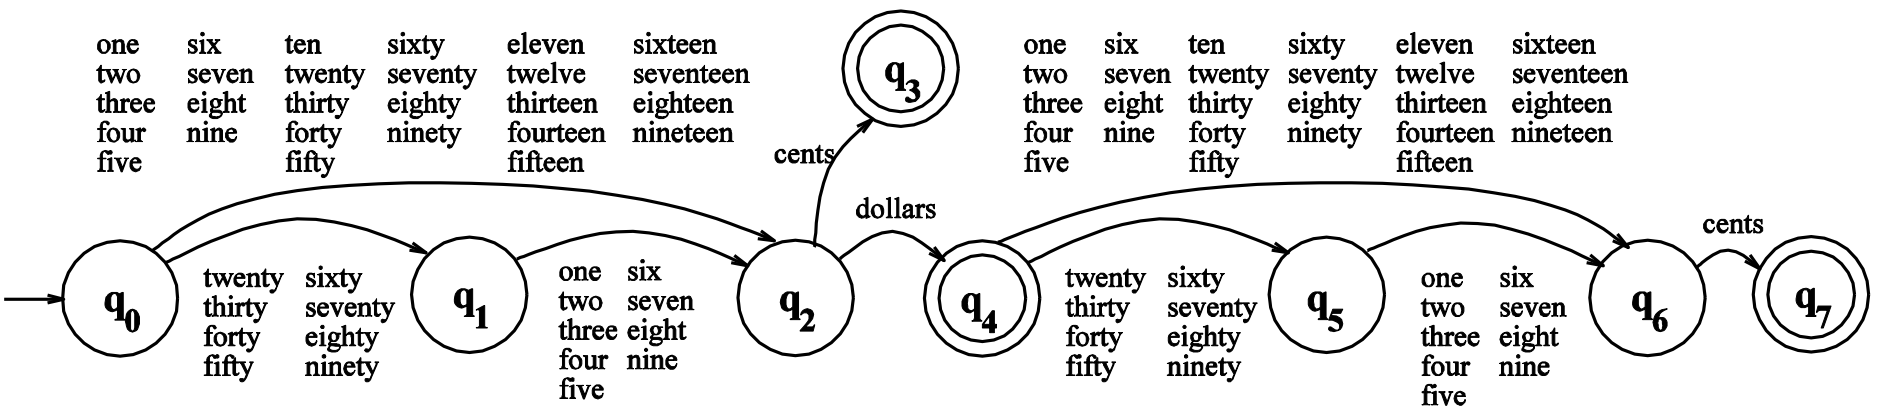 one six ten sixty eleven sixteen
two seven twenty seventy twelve seventeen
three eight thirty eighty thirteen eighteen
four nine forty ninety fourteen nineteen
five fifty fifteen
q3
one six ten sixty eleven sixteen
two seven twenty seventy twelve seventeen
three eight thirty eighty thirteen eighteen
four nine forty ninety fourteen nineteen
five fifty fifteen
cents
dollars
cents
q0
twenty sixty
thirty seventy
forty eighty
fifty ninety
q1
one six
two seven
three eight
four nine
five
q2
q4
twenty sixty
thirty seventy
forty eighty
fifty ninety
q5
one six
two seven
three eight
four nine
five
q6
q7